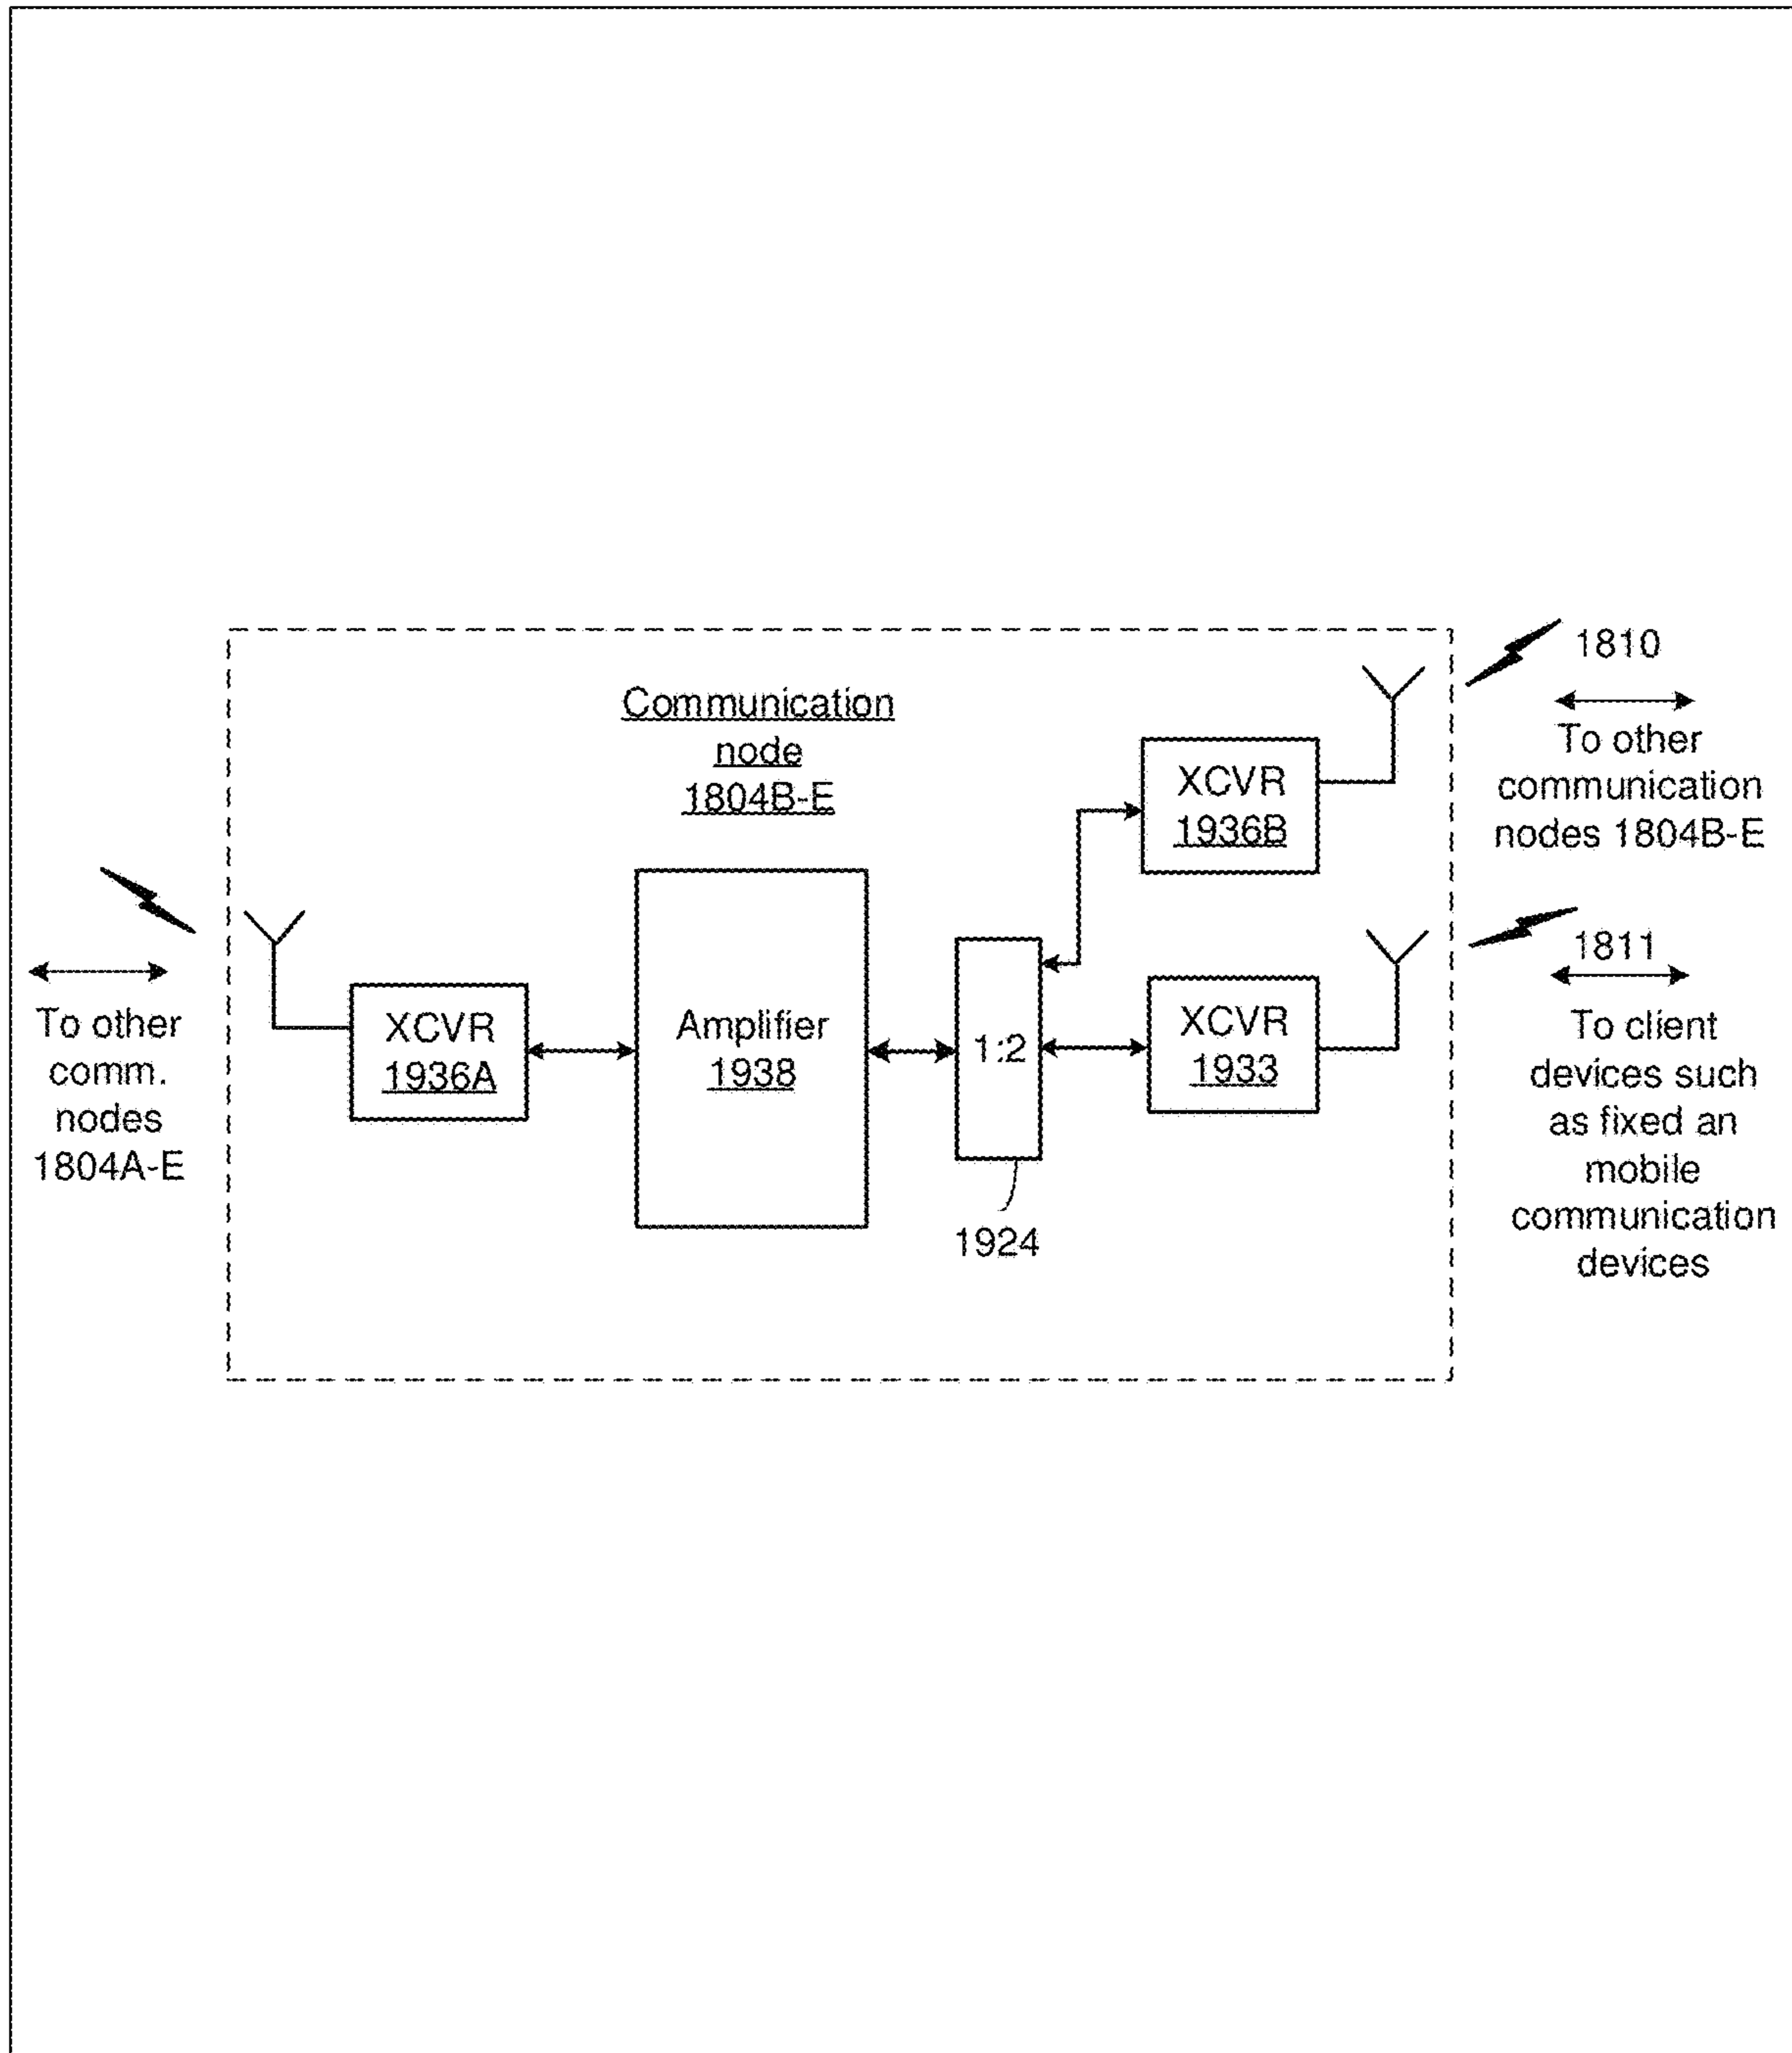 Communication
node
1804B-E
To other
comm.
nodes
1804A-E
XCVR
1936A
Amplifier
1938
1:2
1924
XCVR
1936B
XCVR
1933
1810
To other
communication
nodes 1804B-E
1811
To client
devices such
as fixed an
mobile
communication
devices